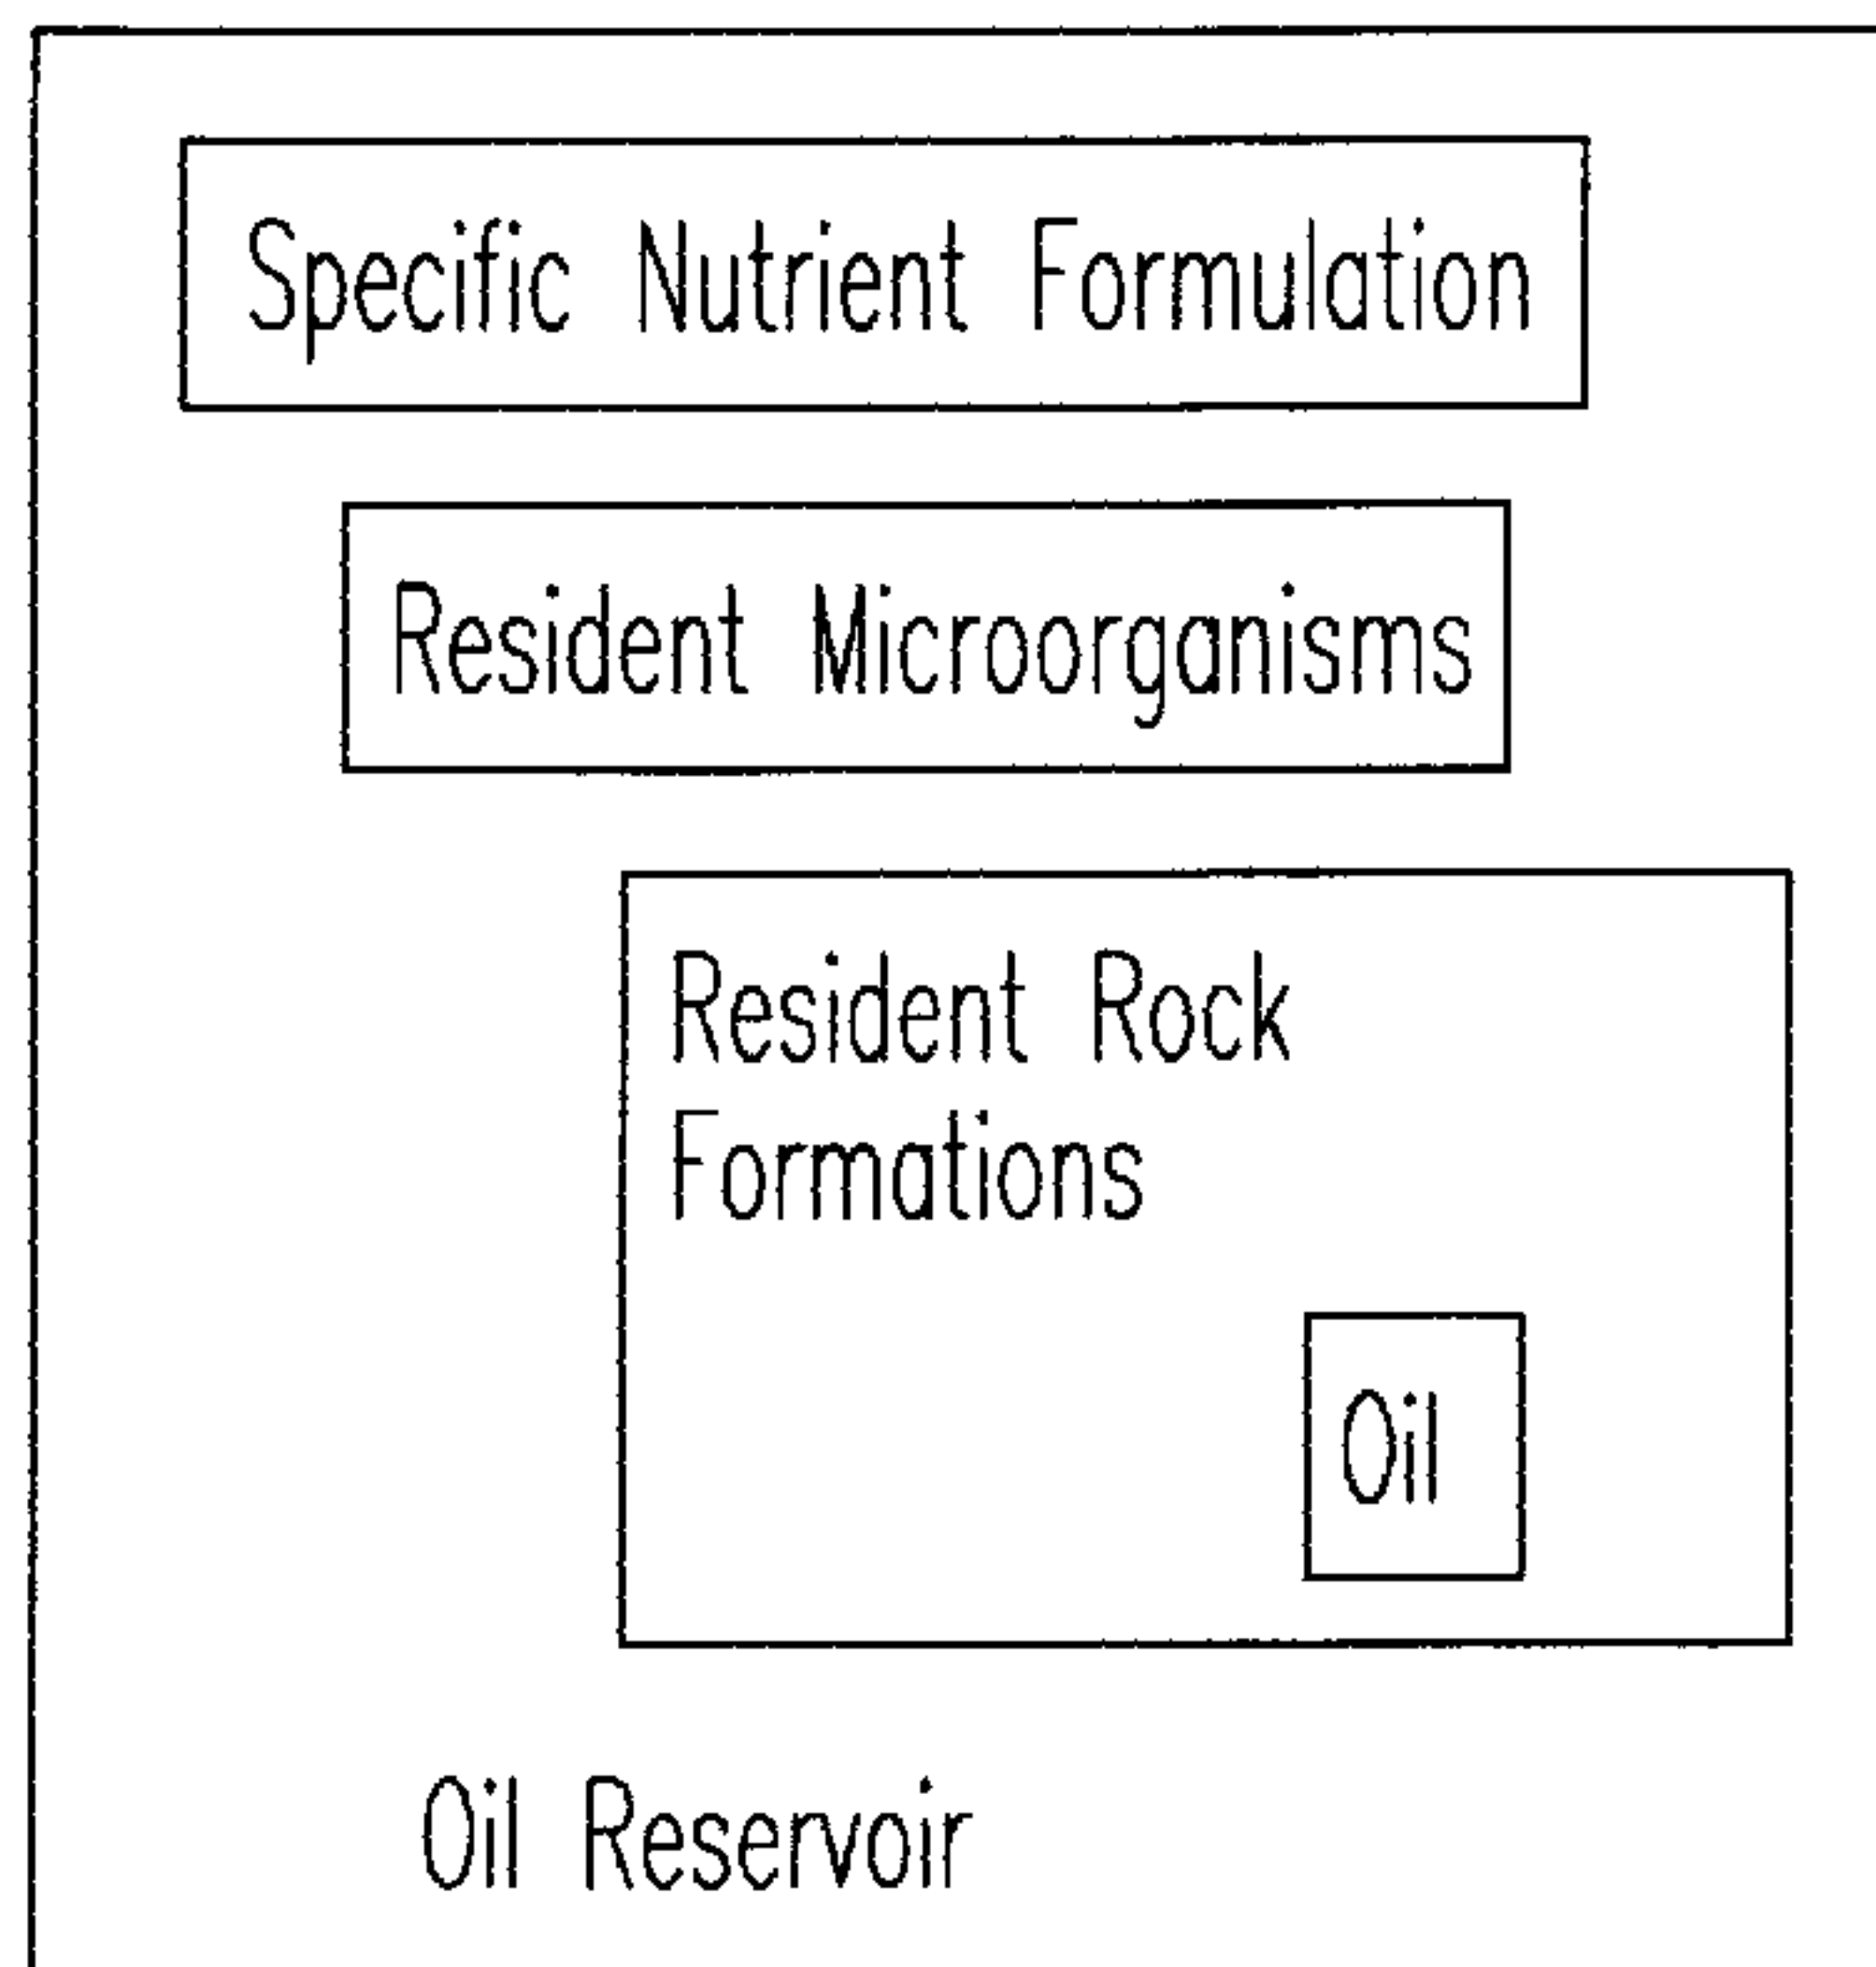 Specific Nutrient Formulation
Resident Microorganisms
Resident Rock
Formations
Oil
Oil Reservoir